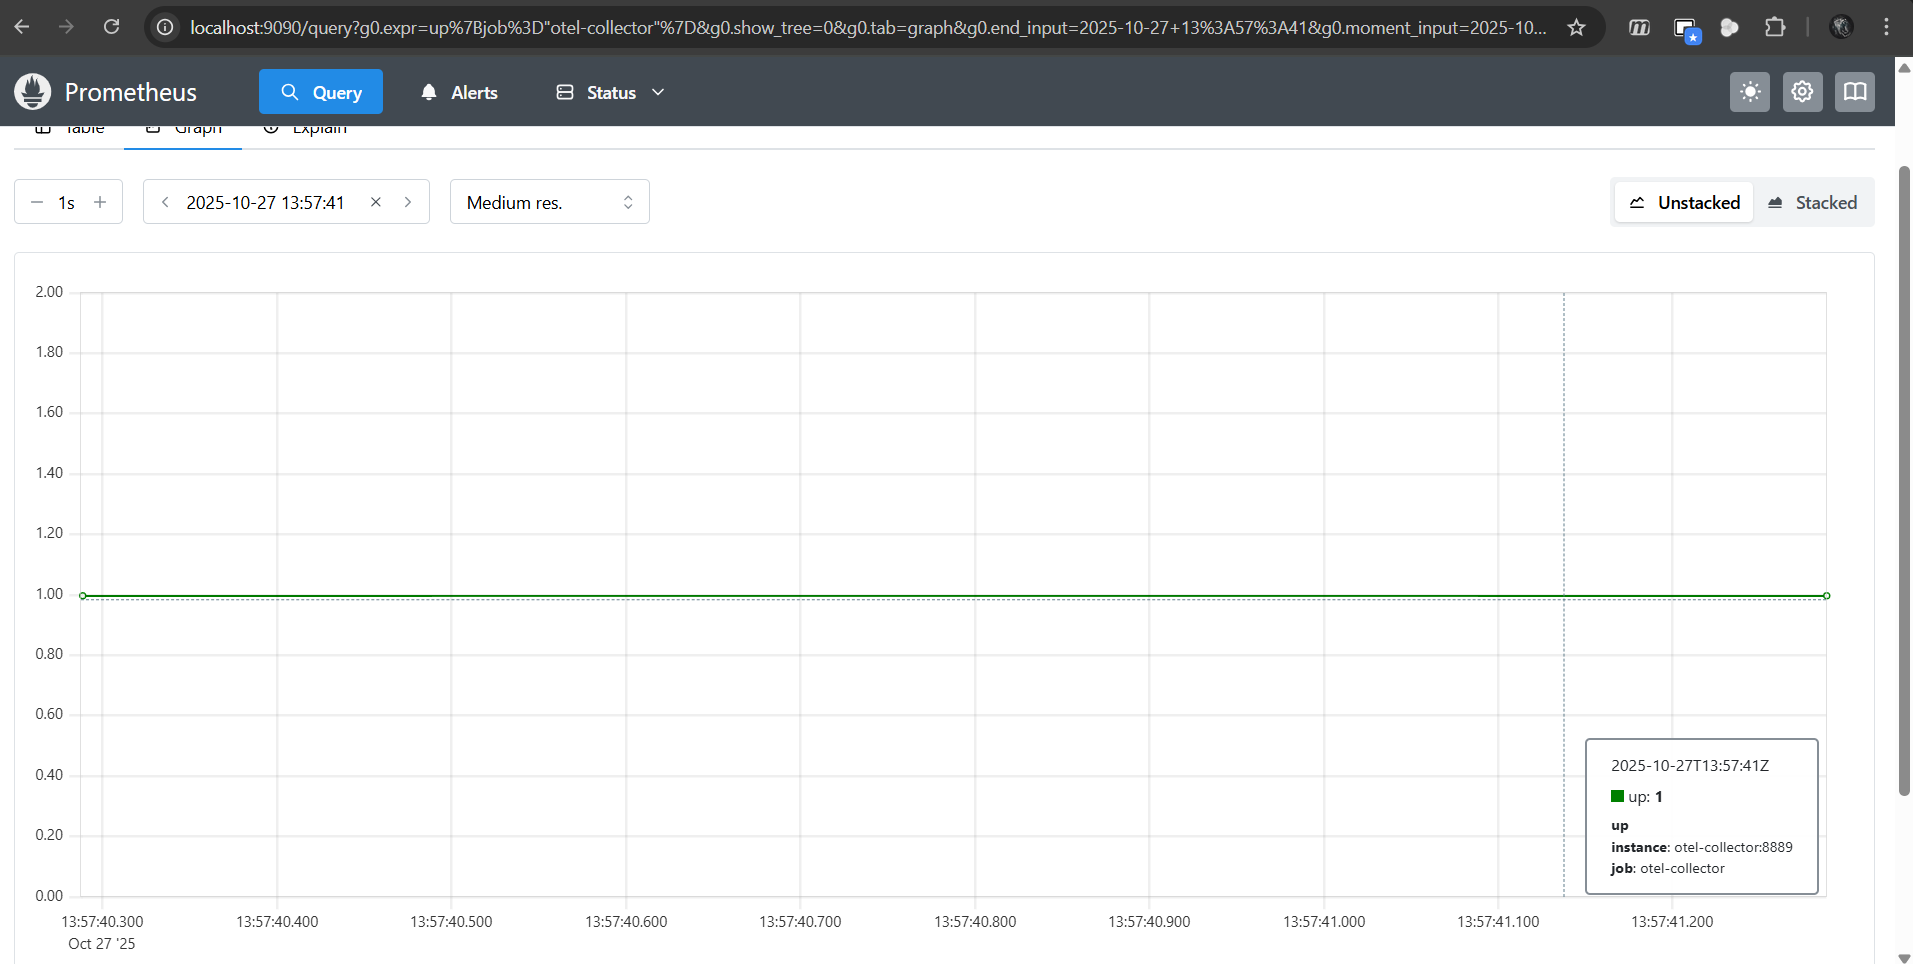 localhost:9090/query?g0.expr=up%7Bjob%3D"otel-collector"%7D&g0.show_tree=0&g0.tab=graph&g0.end_input=2025-10-27+13%3A57%3A41&g0.moment_input=2025-10...
Prometheus Query Alerts Status
Table Graph Explain
1s 2025-10-27 13:57:41 Medium res. Unstacked Stacked
2.00
1.80
1.60
1.40
1.20
1.00
0.80
0.60
0.40
0.20
0.00
2025-10-27T13:57:41Z
up: 1
up
instance: otel-collector:8889
job: otel-collector
13:57:40.300 13:57:40.400 13:57:40.500 13:57:40.600 13:57:40.700 13:57:40.800 13:57:40.900 13:57:41.000 13:57:41.100 13:57:41.200
Oct 27 '25